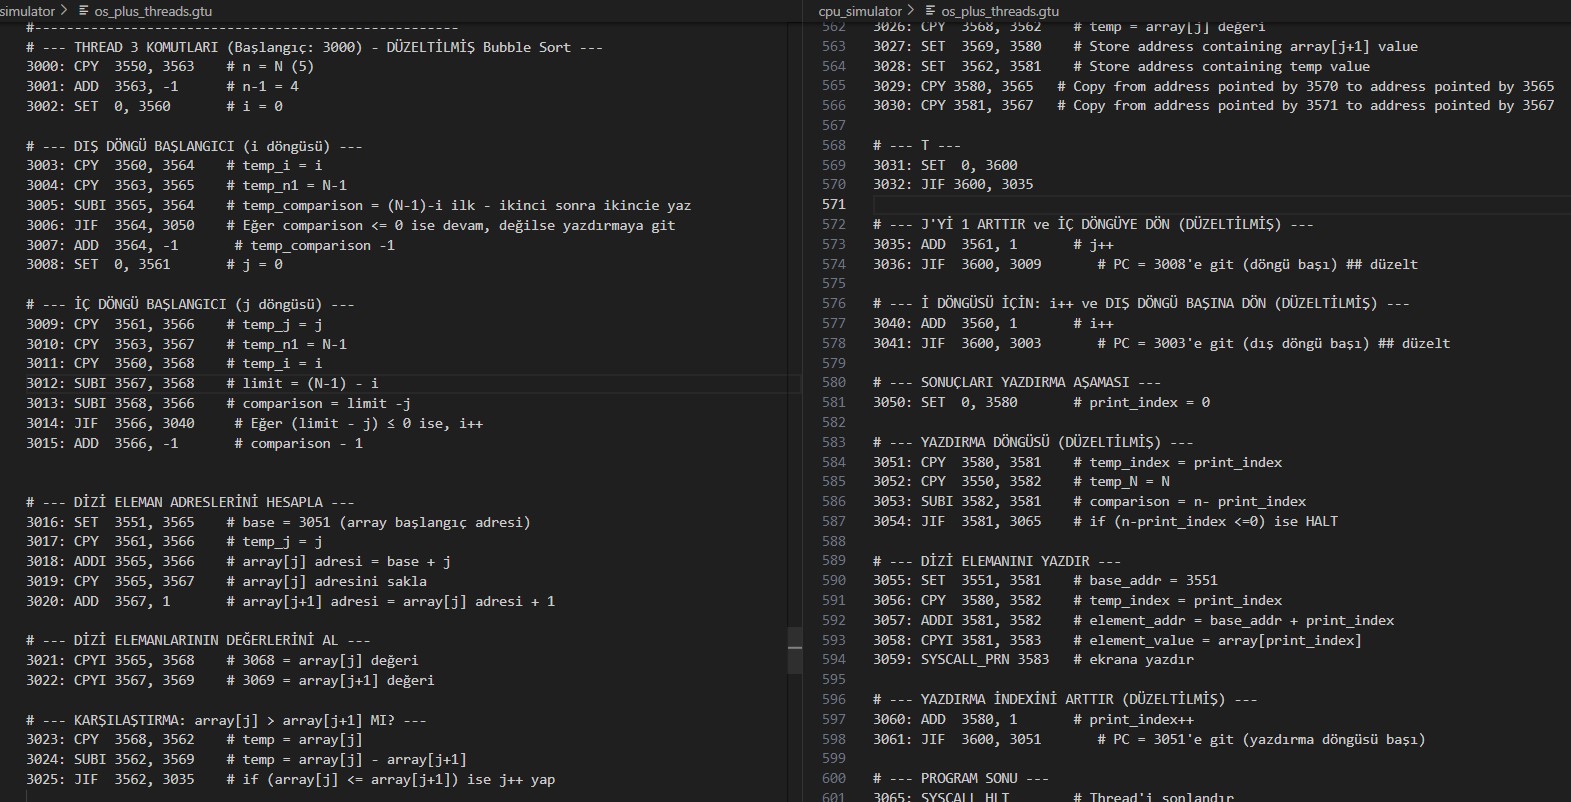 simulator > os_plus_threads.gtu
#-----------------------------------------------------
# --- THREAD 3 KOMUTLARI (Başlangıç: 3000) - DÜZELTİLMİŞ Bubble Sort ---
3000: CPY  3550, 3563    # n = N (5)
3001: ADD  3563, -1      # n-1 = 4
3002: SET  0, 3560       # i = 0
# --- DIŞ DÖNGÜ BAŞLANGICI (i döngüsü) ---
3003: CPY  3560, 3564    # temp_i = i
3004: CPY  3563, 3565    # temp_n1 = N-1
3005: SUBI 3565, 3564    # temp_comparison = (N-1)-i ilk - ikinci sonra ikincie yaz
3006: JIF  3564, 3050    # Eğer comparison <= 0 ise devam, değilse yazdırmaya git
3007: ADD  3564, -1       # temp_comparison -1
3008: SET  0, 3561       # j = 0
# --- İÇ DÖNGÜ BAŞLANGICI (j döngüsü) ---
3009: CPY  3561, 3566    # temp_j = j
3010: CPY  3563, 3567    # temp_n1 = N-1
3011: CPY  3560, 3568    # temp_i = i
3012: SUBI 3567, 3568    # limit = (N-1) - i
3013: SUBI 3568, 3566    # comparison = limit -j
3014: JIF  3566, 3040     # Eğer (limit - j) ≤ 0 ise, i++
3015: ADD  3566, -1       # comparison - 1
# --- DİZİ ELEMAN ADRESLERİNİ HESAPLA ---
3016: SET  3551, 3565    # base = 3051 (array başlangıç adresi)
3017: CPY  3561, 3566    # temp_j = j
3018: ADDI 3565, 3566    # array[j] adresi = base + j
3019: CPY  3565, 3567    # array[j] adresini sakla
3020: ADD  3567, 1       # array[j+1] adresi = array[j] adresi + 1
# --- DİZİ ELEMANLARININ DEĞERLERİNİ AL ---
3021: CPYI 3565, 3568    # 3068 = array[j] değeri
3022: CPYI 3567, 3569    # 3069 = array[j+1] değeri
# --- KARŞILAŞTIRMA: array[j] > array[j+1] MI? ---
3023: CPY  3568, 3562    # temp = array[j]
3024: SUBI 3562, 3569    # temp = array[j] - array[j+1]
3025: JIF  3562, 3035    # if (array[j] <= array[j+1]) ise j++ yap
cpu_simulator > os_plus_threads.gtu
562 3026: CPY  3568, 3562    # temp = array[j] değeri
563 3027: SET  3569, 3580    # Store address containing array[j+1] value
564 3028: SET  3562, 3581    # Store address containing temp value
565 3029: CPY 3580, 3565   # Copy from address pointed by 3570 to address pointed by 3565
566 3030: CPY 3581, 3567   # Copy from address pointed by 3571 to address pointed by 3567
567
568 # --- T ---
569 3031: SET  0, 3600
570 3032: JIF 3600, 3035
571
572 # --- J'Yİ 1 ARTTIR ve İÇ DÖNGÜYE DÖN (DÜZELTİLMİŞ) ---
573 3035: ADD  3561, 1       # j++
574 3036: JIF  3600, 3009       # PC = 3008'e git (döngü başı) ## düzelt
575
576 # --- İ DÖNGÜSÜ İÇİN: i++ ve DIŞ DÖNGÜ BAŞINA DÖN (DÜZELTİLMİŞ) ---
577 3040: ADD  3560, 1       # i++
578 3041: JIF  3600, 3003       # PC = 3003'e git (dış döngü başı) ## düzelt
579
580 # --- SONUÇLARI YAZDIRMA AŞAMASI ---
581 3050: SET  0, 3580       # print_index = 0
582
583 # --- YAZDIRMA DÖNGÜSÜ (DÜZELTİLMİŞ) ---
584 3051: CPY  3580, 3581    # temp_index = print_index
585 3052: CPY  3550, 3582    # temp_N = N
586 3053: SUBI 3582, 3581    # comparison = n- print_index
587 3054: JIF  3581, 3065    # if (n-print_index <=0) ise HALT
588
589 # --- DİZİ ELEMANINI YAZDIR ---
590 3055: SET  3551, 3581    # base_addr = 3551
591 3056: CPY  3580, 3582    # temp_index = print_index
592 3057: ADDI 3581, 3582    # element_addr = base_addr + print_index
593 3058: CPYI 3581, 3583    # element_value = array[print_index]
594 3059: SYSCALL_PRN 3583   # ekrana yazdır
595
596 # --- YAZDIRMA İNDEXİNİ ARTTIR (DÜZELTİLMİŞ) ---
597 3060: ADD  3580, 1       # print_index++
598 3061: JIF  3600, 3051       # PC = 3051'e git (yazdırma döngüsü başı)
599
600 # --- PROGRAM SONU ---
601 3065: SYSCALL_HLT        # Thread'i sonlandır